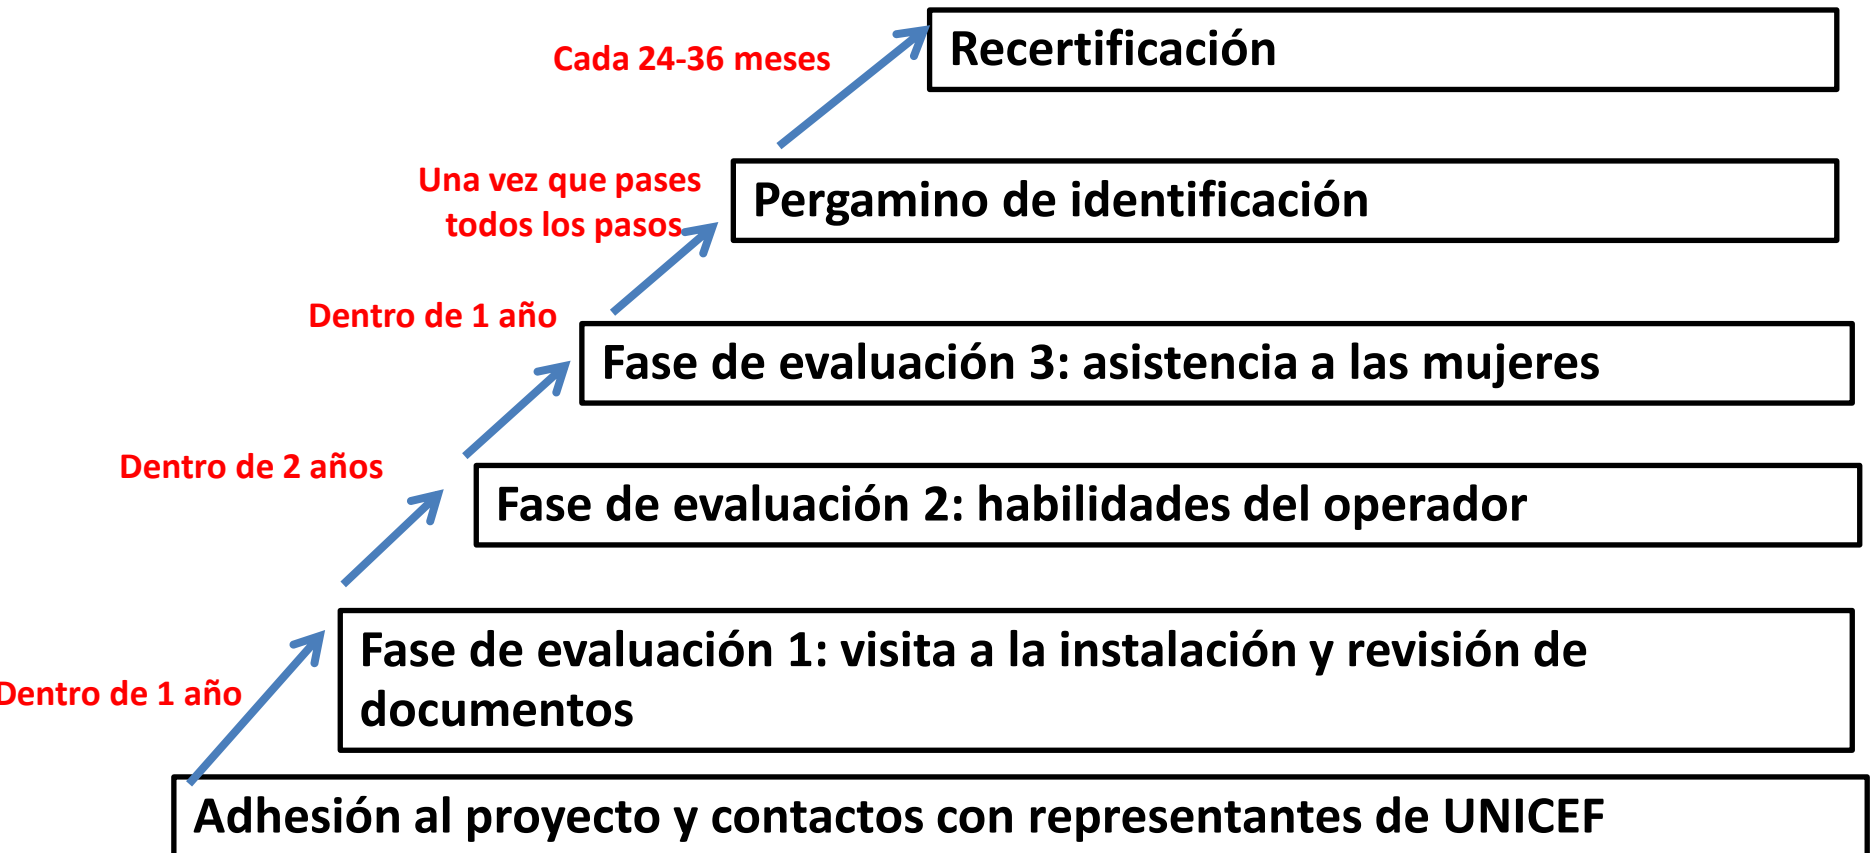 Cada 24-36 meses
Recertificación
Una vez que pases
todos los pasos
Pergamino de identificación
Dentro de 1 año
Fase de evaluación 3: asistencia a las mujeres
Dentro de 2 años
Fase de evaluación 2: habilidades del operador
Fase de evaluación 1: visita a la instalación y revisión de
documentos
Dentro de 1 año
Adhesión al proyecto y contactos con representantes de UNICEF